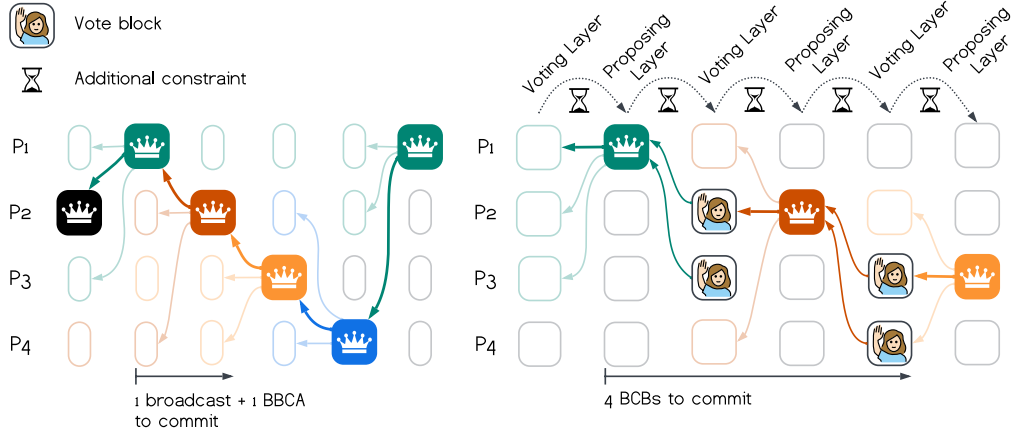 Vote block
Additional constraint
P1
P2
P3
P4
1 broadcast + 1 BBCA
to commit
Voting Layer
Proposing
Layer
Voting Layer
Proposing
Layer
Voting Layer
Proposing
Layer
P1
P2
P3
P4
4 BCBs to commit